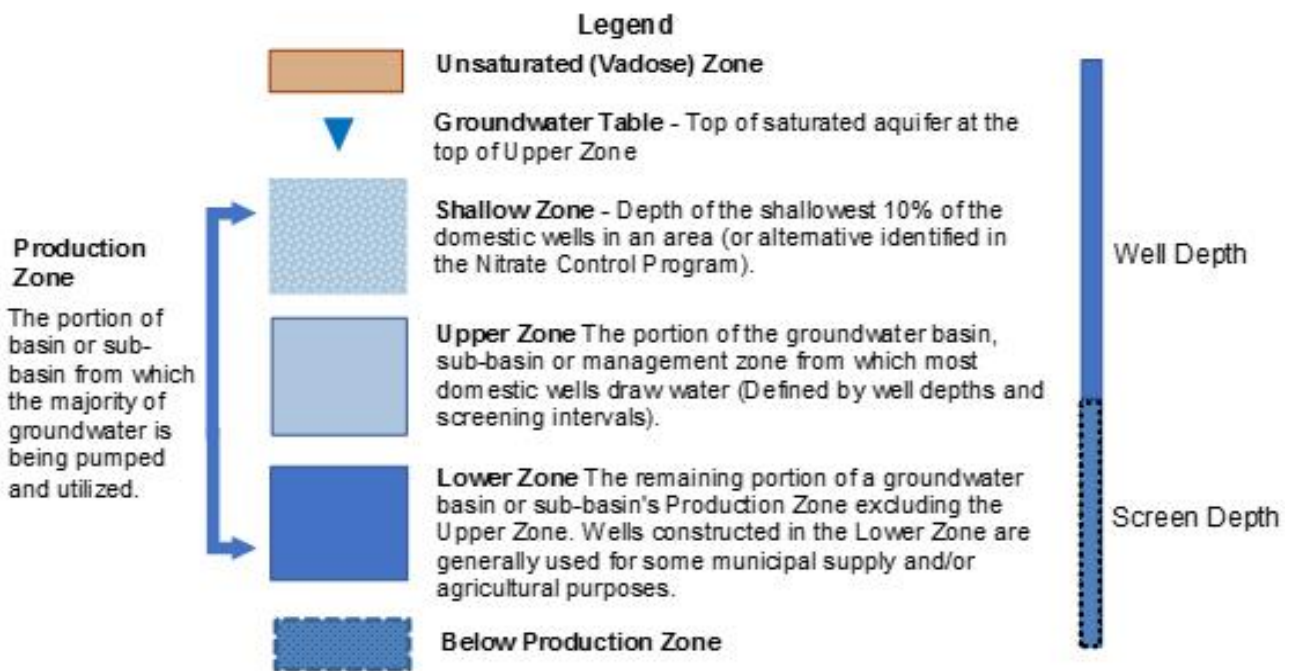 Legend
Unsaturated (Vadose) Zone
Groundwater Table - Top of saturated aquifer at the
top of Upper Zone
Production
Zone
The portion of
basin or sub-
basin from which
the majority of
groundwater is
being pumped
and utilized.
Shallow Zone - Depth of the shallowest 10% of the
domestic wells in an area (or alternative identified in
the Nitrate Control Program).
Upper Zone The portion of the groundwater basin,
sub-basin or management zone from which most
domestic wells draw water (Defined by well depths and
screening intervals).
Lower Zone The remaining portion of a groundwater
basin or sub-basin's Production Zone excluding the
Upper Zone. Wells constructed in the Lower Zone are
generally used for some municipal supply and/or
agricultural purposes.
Below Production Zone
Well Depth
Screen Depth